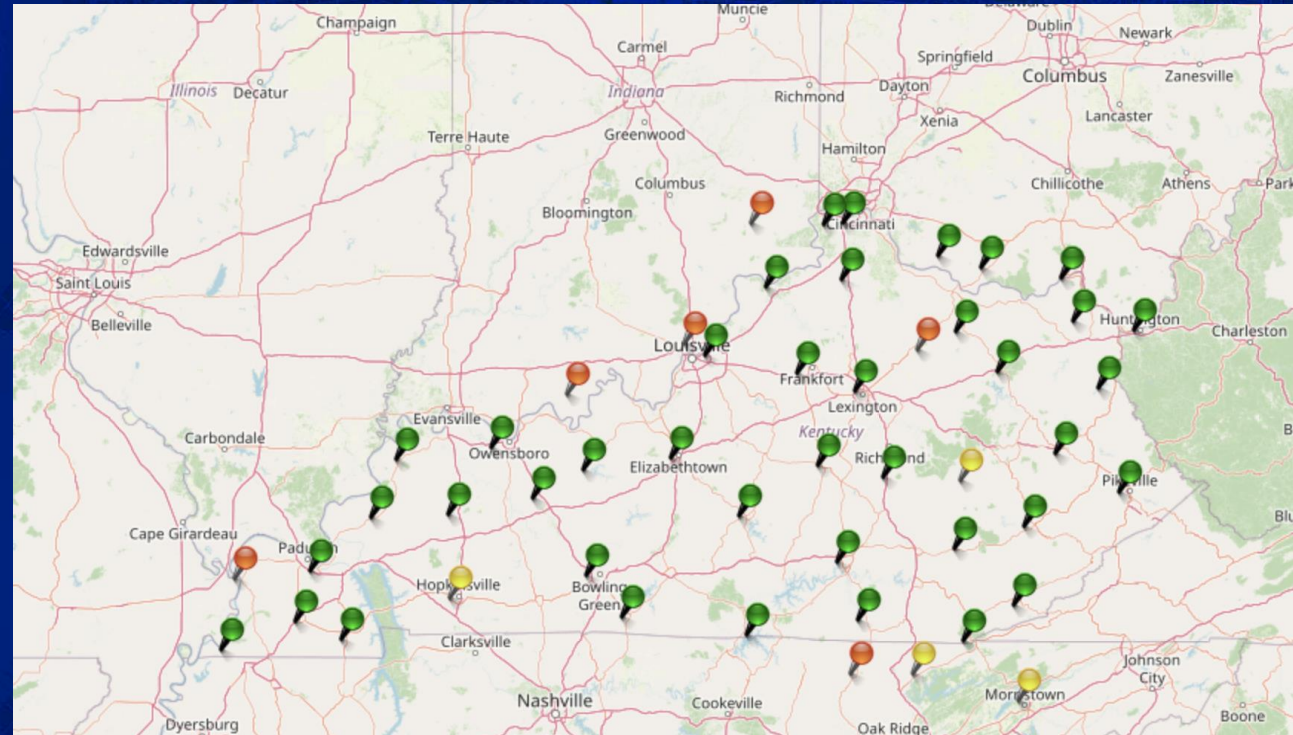 Muncie
Delaware
Champaign
Dublin
Newark
Carmel
Springfield
Columbus
Zanesville
Illinois
Decatur
Indiana
Richmond
Dayton
Lancaster
Xenia
Greenwood
Terre Haute
Hamilton
Columbus
Chillicothe
Athens
Park
Bloomington
Cincinnati
Edwardsville
Saint Louis
Belleville
Huntington
Charleston
Louisville
Frankfort
Lexington
Evansville
Kentucky
Carbondale
Owensboro
Elizabethtown
Richmond
Pikeville
Cape Girardeau
Paducah
Blu
Hopkinsville
Bowling
Green
Clarksville
Johnson
City
Morristown
Nashville
Cookeville
Boone
Dyersburg
Oak Ridge